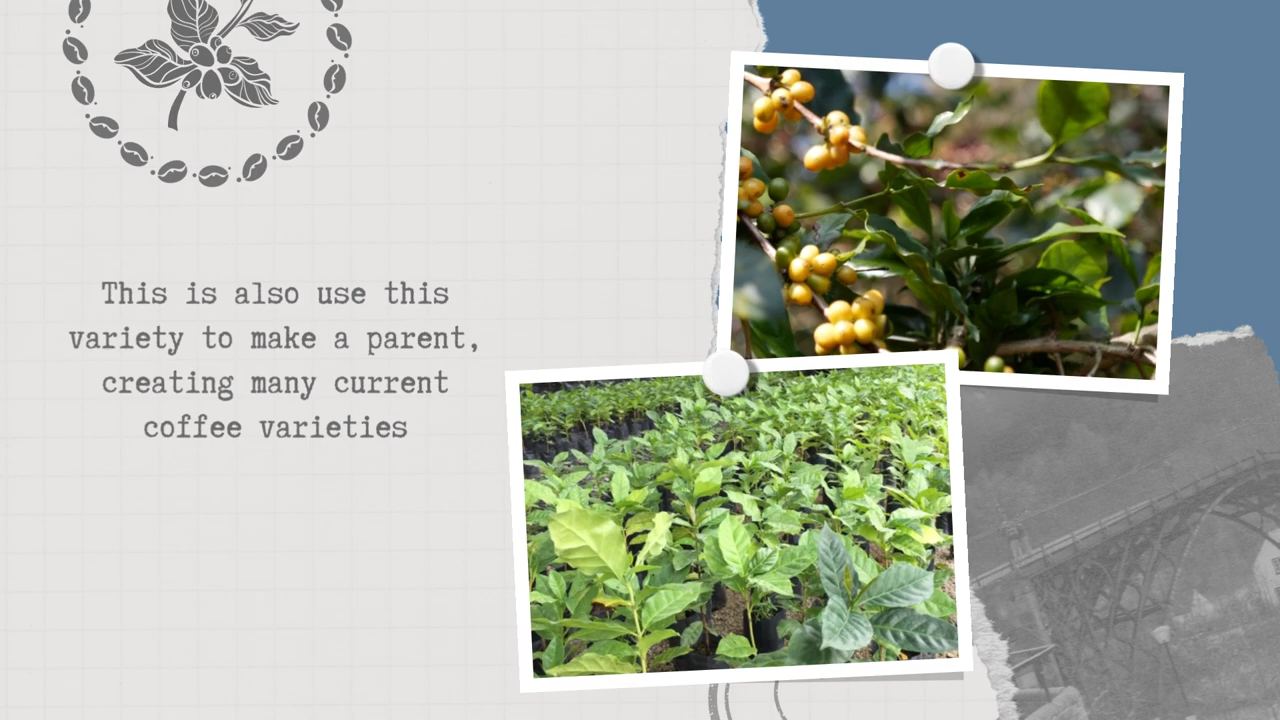 This is also use this
variety to make a parent,
creating many current
coffee varieties